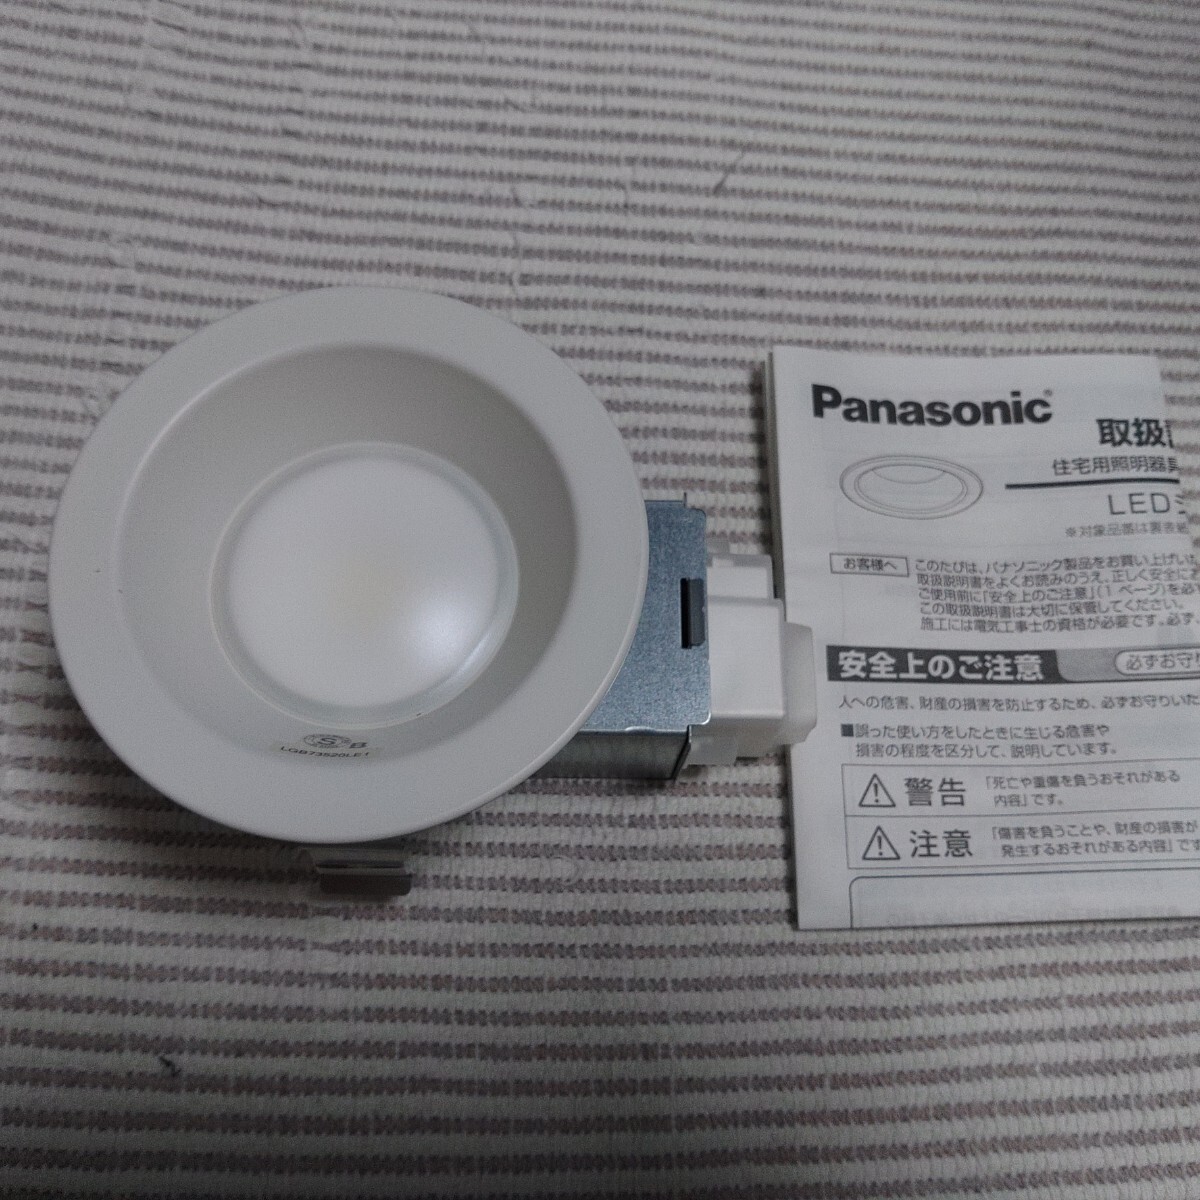 Panasonic
取扱
住宅用照明器具
LED
※対象品番は裏表
お客様へ
このたびは、パナソニック製品をお買い上げい
取扱説明書をよくお読みのうえ、正しく安全に
ご使用前に「安全上のご注意」(1 ページ)を必
この取扱説明書は大切に保管してください。
施工には電気工事士の資格が必要です。必ず、
安全上のご注意
必ずお守り
人への危害、財産の損害を防止するため、必ずお守りいた
■誤った使い方をしたときに生じる危害や
損害の程度を区分して、説明しています。
警告
「死亡や重傷を負うおそれがある
内容」です。
注意
「傷害を負うことや、財産の損害が
発生するおそれがある内容」です
S B
LGB73520LE1